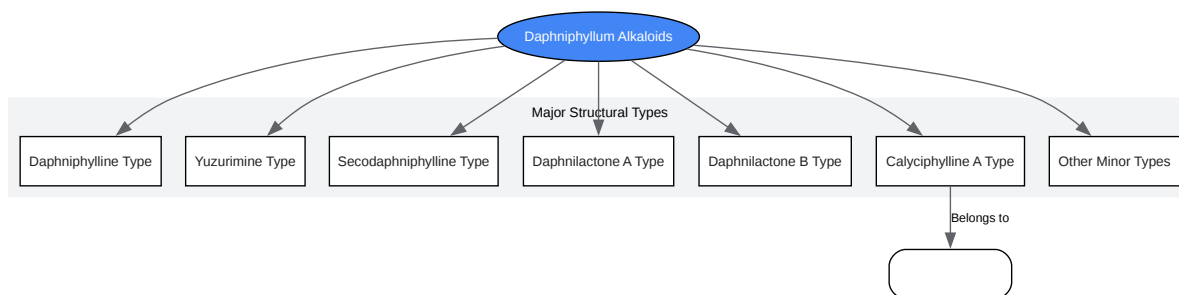 Daphniphyllum Alkaloids
Major Structural Types
Daphniphylline Type
Yuzurimine Type
Secodaphniphylline Type
Daphnilactone A Type
Daphnilactone B Type
Calyciphylline A Type
Other Minor Types
Belongs to